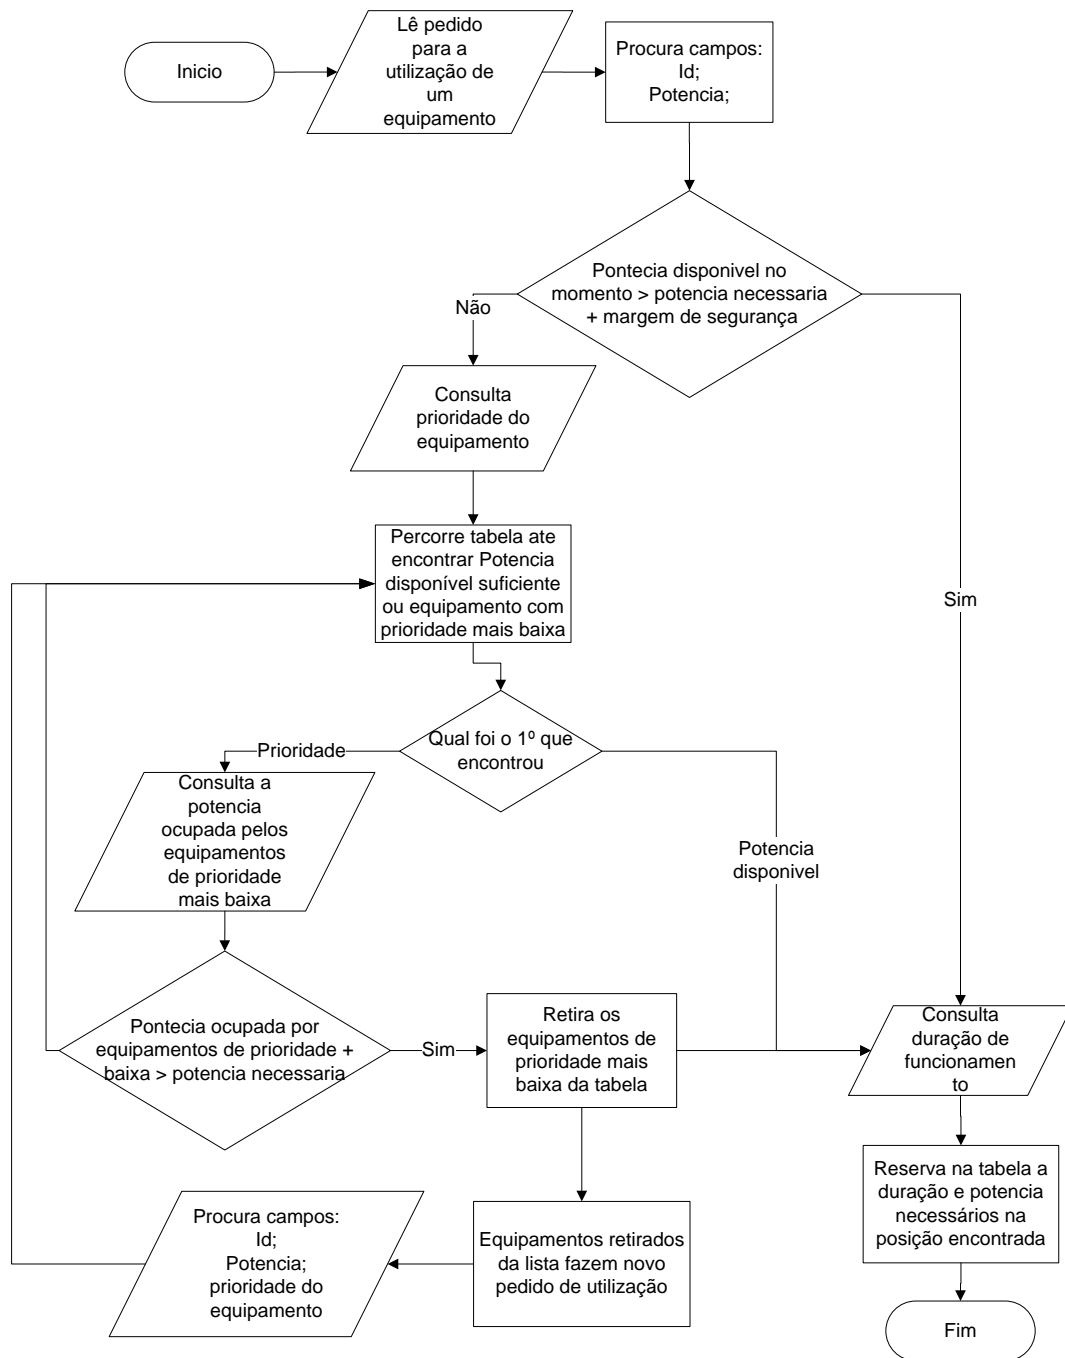 Inicio
Lê pedido
para a
utilização de
um
equipamento
Procura campos:
Id;
Potencia;
Pontecia disponivel no
momento > potencia necessaria
+ margem de segurança
Não
Consulta
prioridade do
equipamento
Percorre tabela ate
encontrar Potencia
disponível suficiente
ou equipamento com
prioridade mais baixa
Sim
Qual foi o 1º que
encontrou
Prioridade
Consulta a
potencia
ocupada pelos
equipamentos
de prioridade
mais baixa
Potencia
disponivel
Pontecia ocupada por
equipamentos de prioridade +
baixa > potencia necessaria
Sim
Retira os
equipamentos de
prioridade mais
baixa da tabela
Consulta
duração de
funcionamen
to
Reserva na tabela a
duração e potencia
necessários na
posição encontrada
Procura campos:
Id;
Potencia;
prioridade do
equipamento
Equipamentos retirados
da lista fazem novo
pedido de utilização
Fim